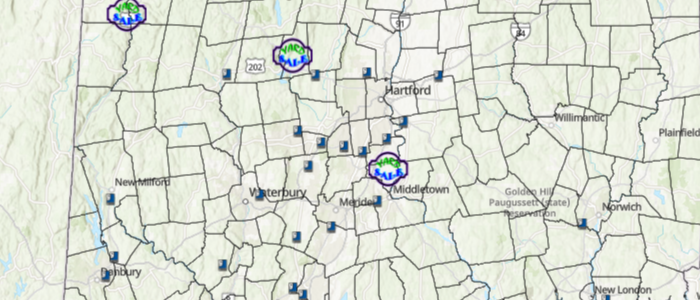 YARD
SALE
91
84
YARD
SALE
202
Hartford
Willimantic
Plainfield
YARD
SALE
New Milford
Waterbury
Middletown
Golden Hill
Paugussett (state)
Reservation
Meriden
Norwich
Danbury
New London